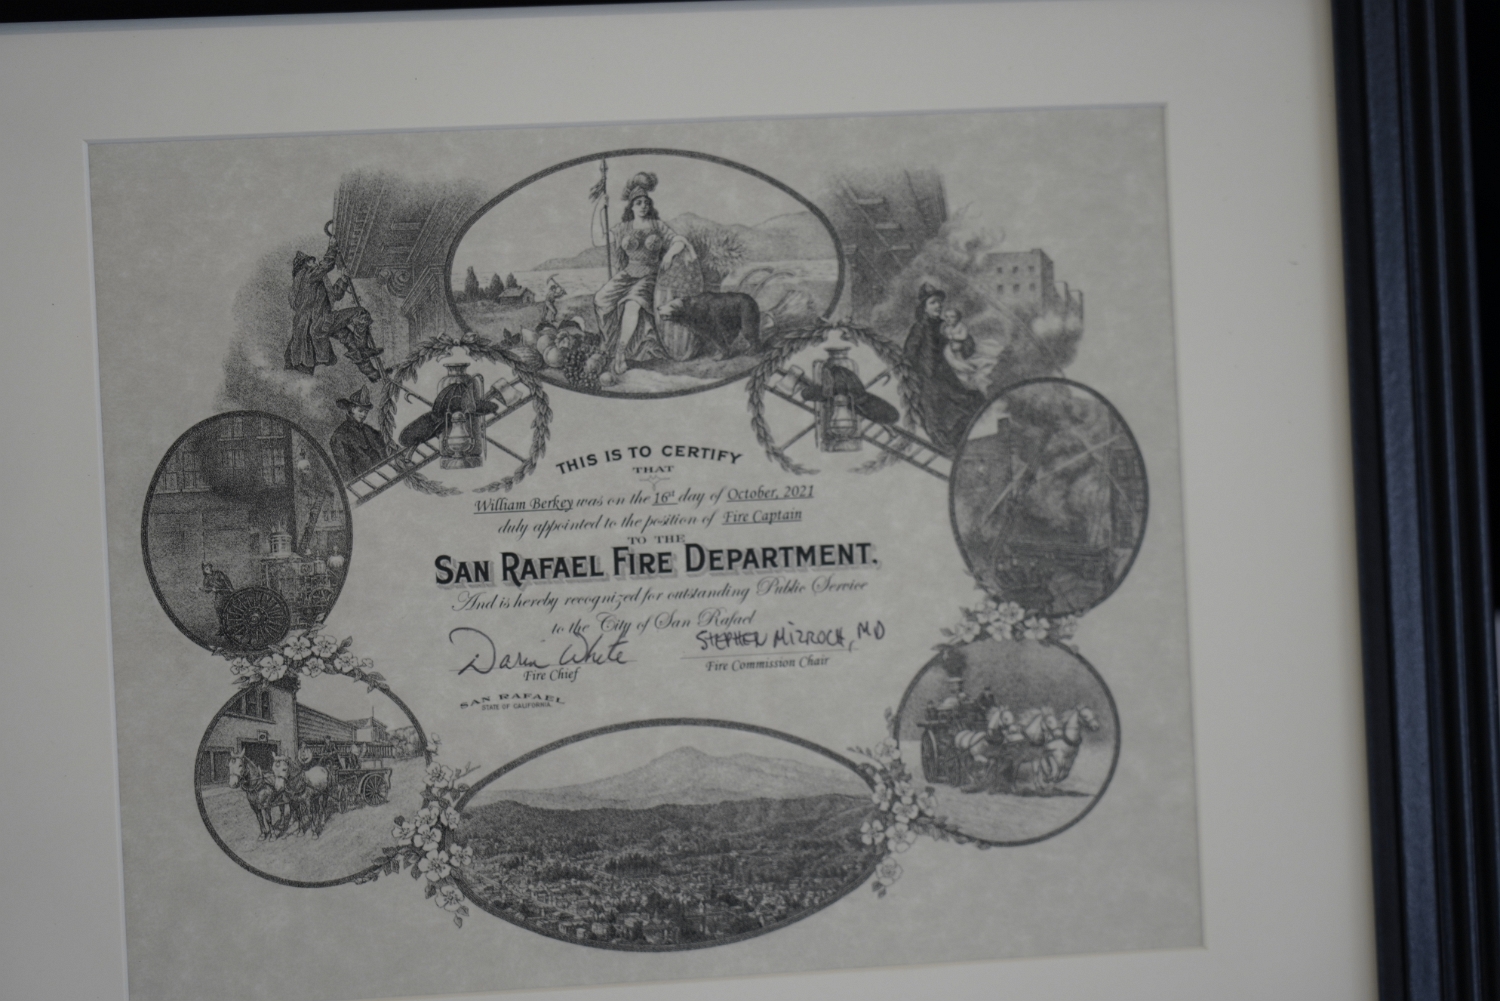 THIS IS TO CERTIFY
THAT
William Berkey was on the 16st day of October, 2021
duly appointed to the position of Fire Captain
TO THE
SAN RAFAEL FIRE DEPARTMENT.
And is hereby recognized for outstanding Public Service
to the City of San Rafael
Darin White STEPHEN MIZROCH, MD
Fire Chief Fire Commission Chair
SAN RAFAEL
STATE OF CALIFORNIA